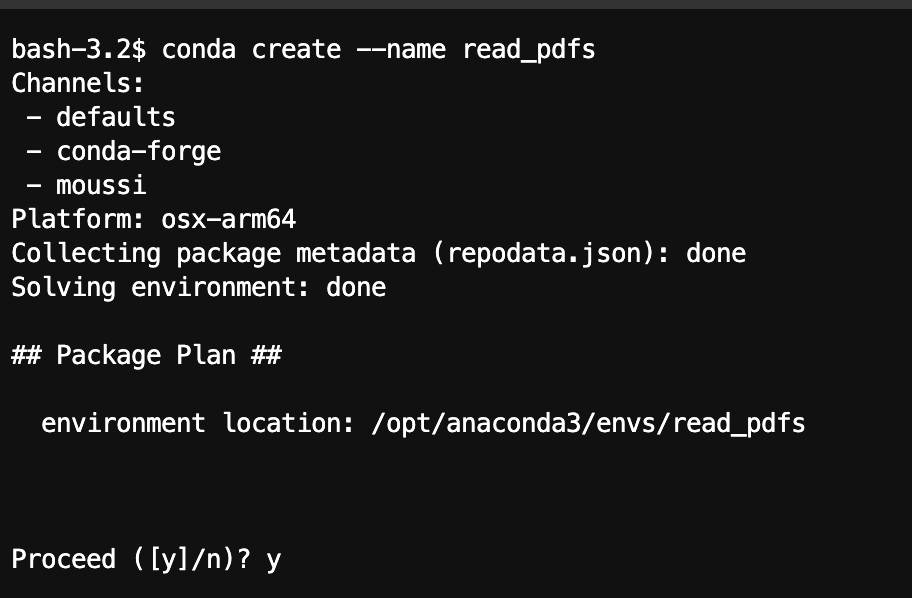 bash-3.2$ conda create --name read_pdfs
Channels:
 - defaults
 - conda-forge
 - moussi
Platform: osx-arm64
Collecting package metadata (repodata.json): done
Solving environment: done
## Package Plan ##
  environment location: /opt/anaconda3/envs/read_pdfs
Proceed ([y]/n)? y